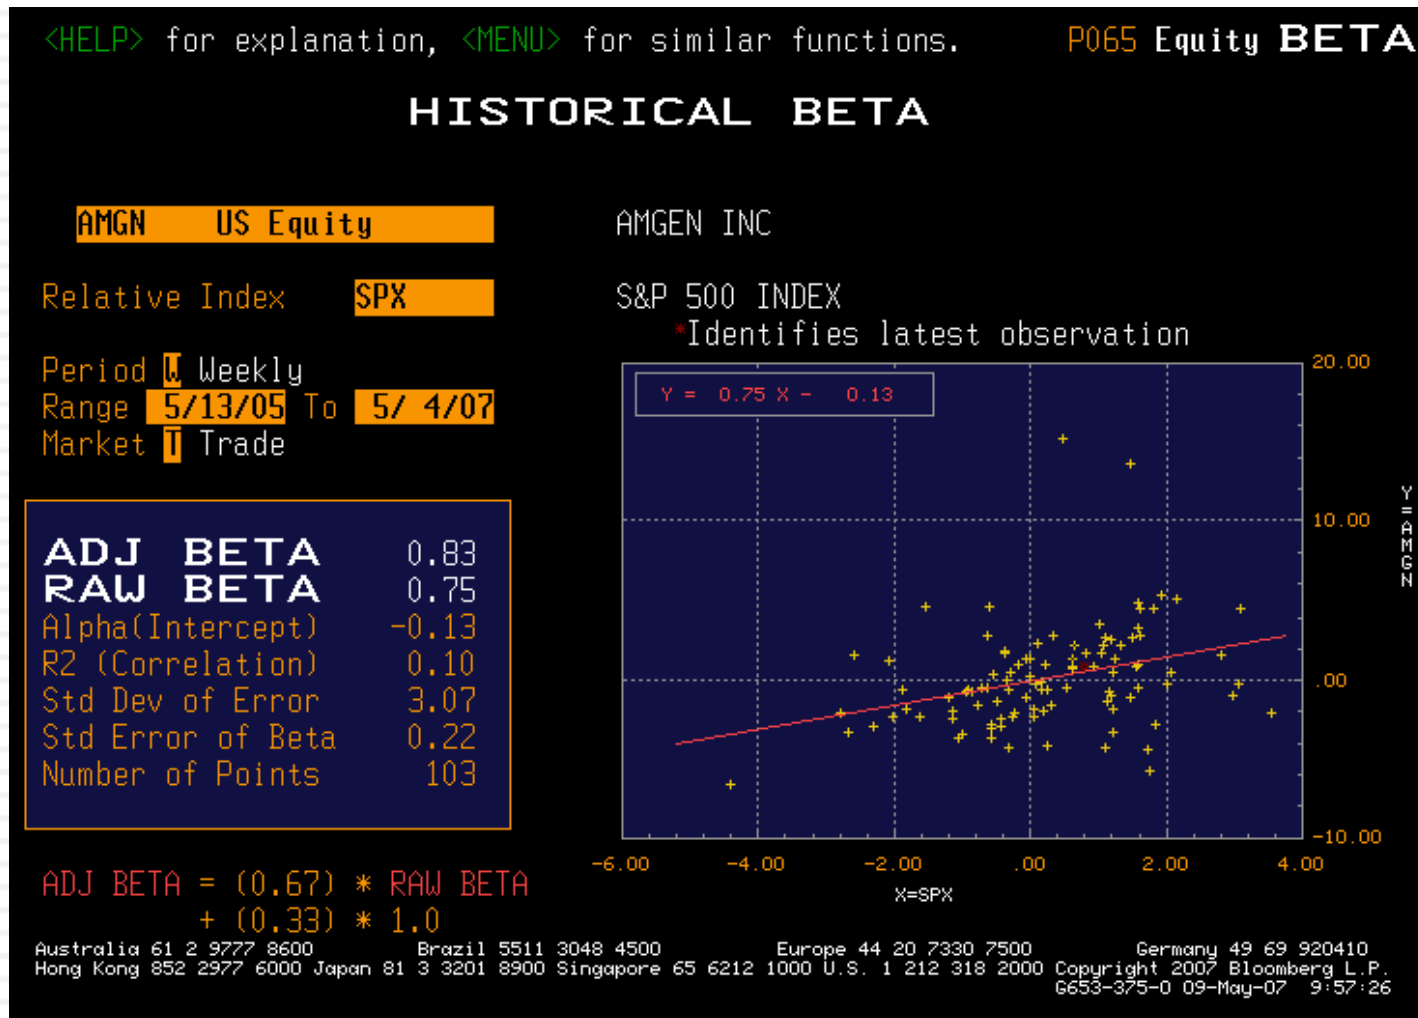 <HELP> for explanation, <MENU> for similar functions. P065 Equity BETA
HISTORICAL BETA
AMGN US Equity
AMGEN INC
Relative Index SPX
S&P 500 INDEX
*Identifies latest observation
Period W Weekly
Range 5/13/05 To 5/ 4/07
Market T Trade
Y = 0.75 X - 0.13
20.00
10.00
.00
-10.00
Y=AMGN
ADJ BETA 0.83
RAW BETA 0.75
Alpha(Intercept) -0.13
R2 (Correlation) 0.10
Std Dev of Error 3.07
Std Error of Beta 0.22
Number of Points 103
-6.00 -4.00 -2.00 .00 2.00 4.00
X=SPX
ADJ BETA = (0.67) * RAW BETA
+ (0.33) * 1.0
Australia 61 2 9777 8600 Brazil 5511 3048 4500 Europe 44 20 7330 7500 Germany 49 69 920410
Hong Kong 852 2977 6000 Japan 81 3 3201 8900 Singapore 65 6212 1000 U.S. 1 212 318 2000 Copyright 2007 Bloomberg L.P.
G653-375-0 09-May-07 9:57:26